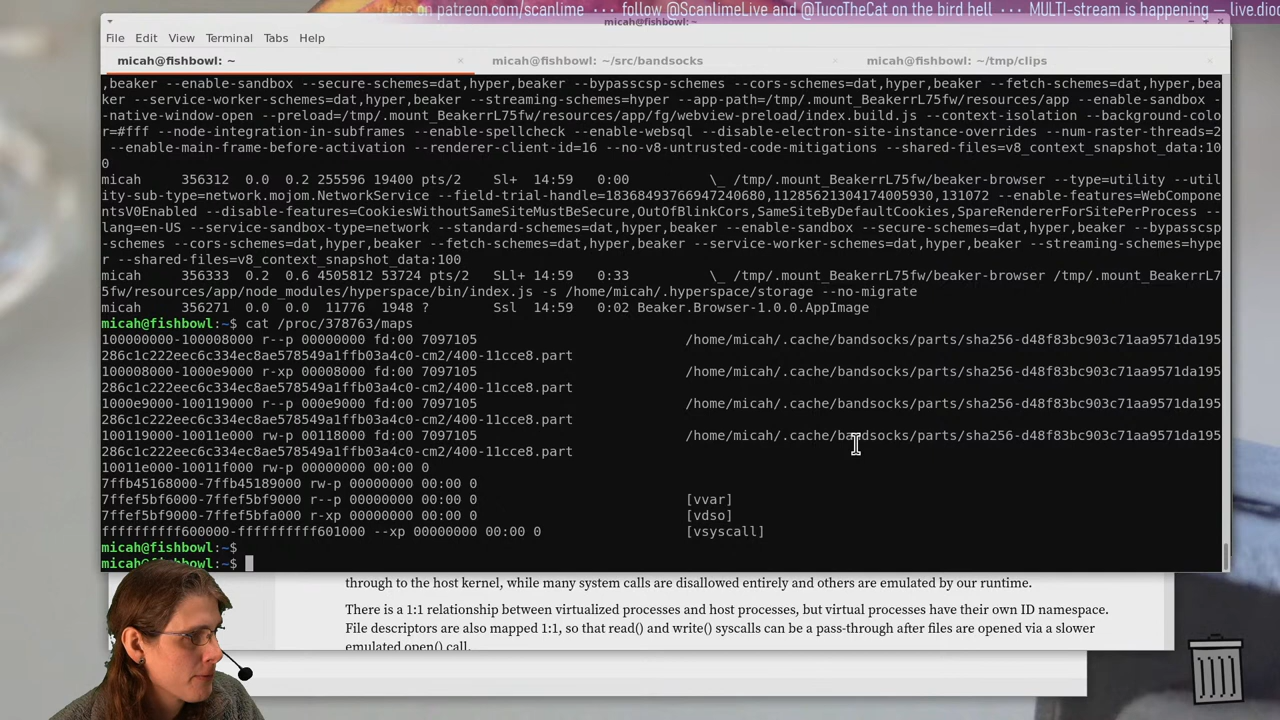 ters on patreon.com/scanlime ··· follow @ScanlimeLive and @TucoTheCat on the bird hell ··· MULTI-stream is happening — live.diod
micah@fishbowl: ~
File Edit View Terminal Tabs Help
micah@fishbowl: ~ micah@fishbowl: ~/src/bandsocks micah@fishbowl: ~/tmp/clips
,beaker --enable-sandbox --secure-schemes=dat,hyper,beaker --bypasscsp-schemes --cors-schemes=dat,hyper,beaker --fetch-schemes=dat,hyper,bea
ker --service-worker-schemes=dat,hyper,beaker --streaming-schemes=hyper --app-path=/tmp/.mount_BeakerrL75fw/resources/app --enable-sandbox -
-native-window-open --preload=/tmp/.mount_BeakerrL75fw/resources/app/fg/webview-preload/index.build.js --context-isolation --background-colo
r=#fff --node-integration-in-subframes --enable-spellcheck --enable-websql --disable-electron-site-instance-overrides --num-raster-threads=2
--enable-main-frame-before-activation --renderer-client-id=16 --no-v8-untrusted-code-mitigations --shared-files=v8_context_snapshot_data:10
0
micah 356312 0.0 0.2 255596 19400 pts/2 Sl+ 14:59 0:00 \_ /tmp/.mount_BeakerrL75fw/beaker-browser --type=utility --util
ity-sub-type=network.mojom.NetworkService --field-trial-handle=18368493766947240680,11285621304174005930,131072 --enable-features=WebCompone
ntsV0Enabled --disable-features=CookiesWithoutSameSiteMustBeSecure,OutOfBlinkCors,SameSiteByDefaultCookies,SpareRendererForSitePerProcess --
lang=en-US --service-sandbox-type=network --standard-schemes=dat,hyper,beaker --enable-sandbox --secure-schemes=dat,hyper,beaker --bypasscsp
-schemes --cors-schemes=dat,hyper,beaker --fetch-schemes=dat,hyper,beaker --service-worker-schemes=dat,hyper,beaker --streaming-schemes=hype
r --shared-files=v8_context_snapshot_data:100
micah 356333 0.2 0.6 4505812 53724 pts/2 SLl+ 14:59 0:33 \_ /tmp/.mount_BeakerrL75fw/beaker-browser /tmp/.mount_BeakerrL7
5fw/resources/app/node_modules/hyperspace/bin/index.js -s /home/micah/.hyperspace/storage --no-migrate
micah 356271 0.0 0.0 11776 1948 ? Ssl 14:59 0:02 Beaker.Browser-1.0.0.AppImage
micah@fishbowl:~$ cat /proc/378763/maps
100000000-100008000 r--p 00000000 fd:00 7097105 /home/micah/.cache/bandsocks/parts/sha256-d48f83bc903c71aa9571da195
286c1c222eec6c334ec8ae578549a1ffb03a4c0-cm2/400-11cce8.part
100008000-1000e9000 r-xp 00008000 fd:00 7097105 /home/micah/.cache/bandsocks/parts/sha256-d48f83bc903c71aa9571da195
286c1c222eec6c334ec8ae578549a1ffb03a4c0-cm2/400-11cce8.part
1000e9000-100119000 r--p 000e9000 fd:00 7097105 /home/micah/.cache/bandsocks/parts/sha256-d48f83bc903c71aa9571da195
286c1c222eec6c334ec8ae578549a1ffb03a4c0-cm2/400-11cce8.part
100119000-10011e000 rw-p 00118000 fd:00 7097105 /home/micah/.cache/bandsocks/parts/sha256-d48f83bc903c71aa9571da195
286c1c222eec6c334ec8ae578549a1ffb03a4c0-cm2/400-11cce8.part
10011e000-10011f000 rw-p 00000000 00:00 0
7ffb45168000-7ffb45189000 rw-p 00000000 00:00 0
7ffef5bf6000-7ffef5bf9000 r--p 00000000 00:00 0 [vvar]
7ffef5bf9000-7ffef5bfa000 r-xp 00000000 00:00 0 [vdso]
ffffffffff600000-ffffffffff601000 --xp 00000000 00:00 0 [vsyscall]
micah@fishbowl:~$
micah@fishbowl:~$
through to the host kernel, while many system calls are disallowed entirely and others are emulated by our runtime.
There is a 1:1 relationship between virtualized processes and host processes, but virtual processes have their own ID namespace.
File descriptors are also mapped 1:1, so that read() and write() syscalls can be a pass-through after files are opened via a slower
emulated open() call.